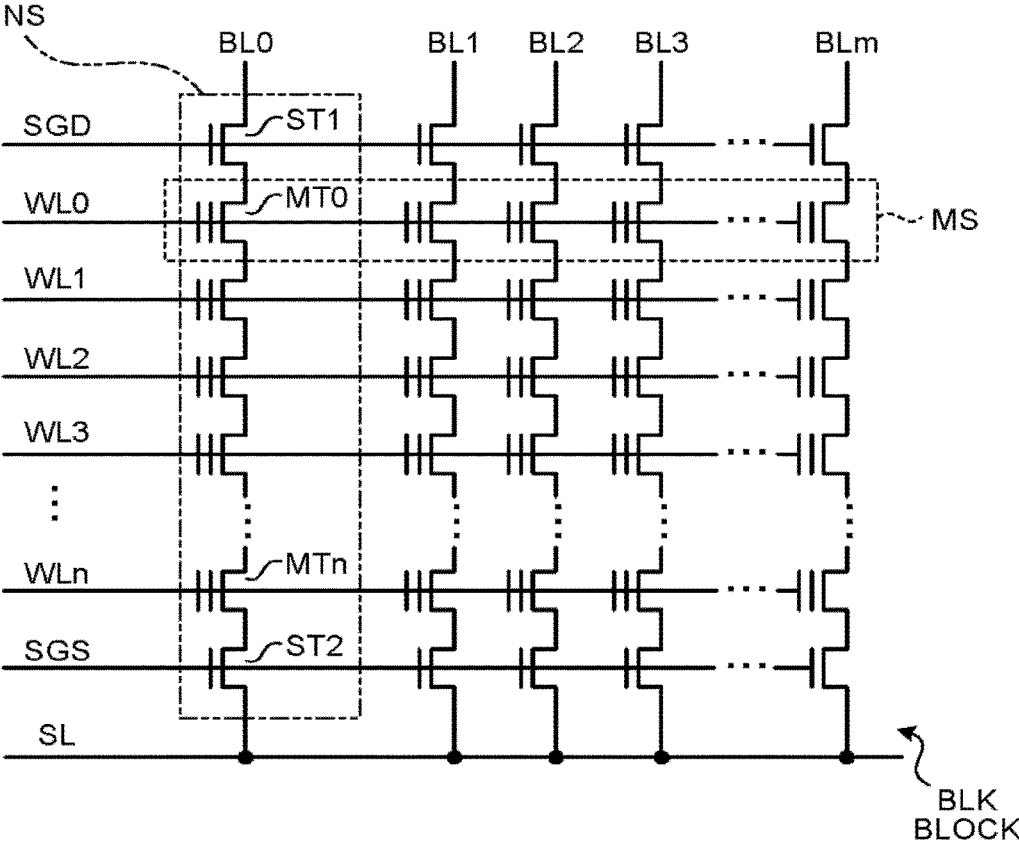 NS
BL0 BL1 BL2 BL3 BLm
SGD ST1
WL0 MT0 MS
WL1
WL2
WL3
WLn MTn
SGS ST2
SL
BLK
BLOCK